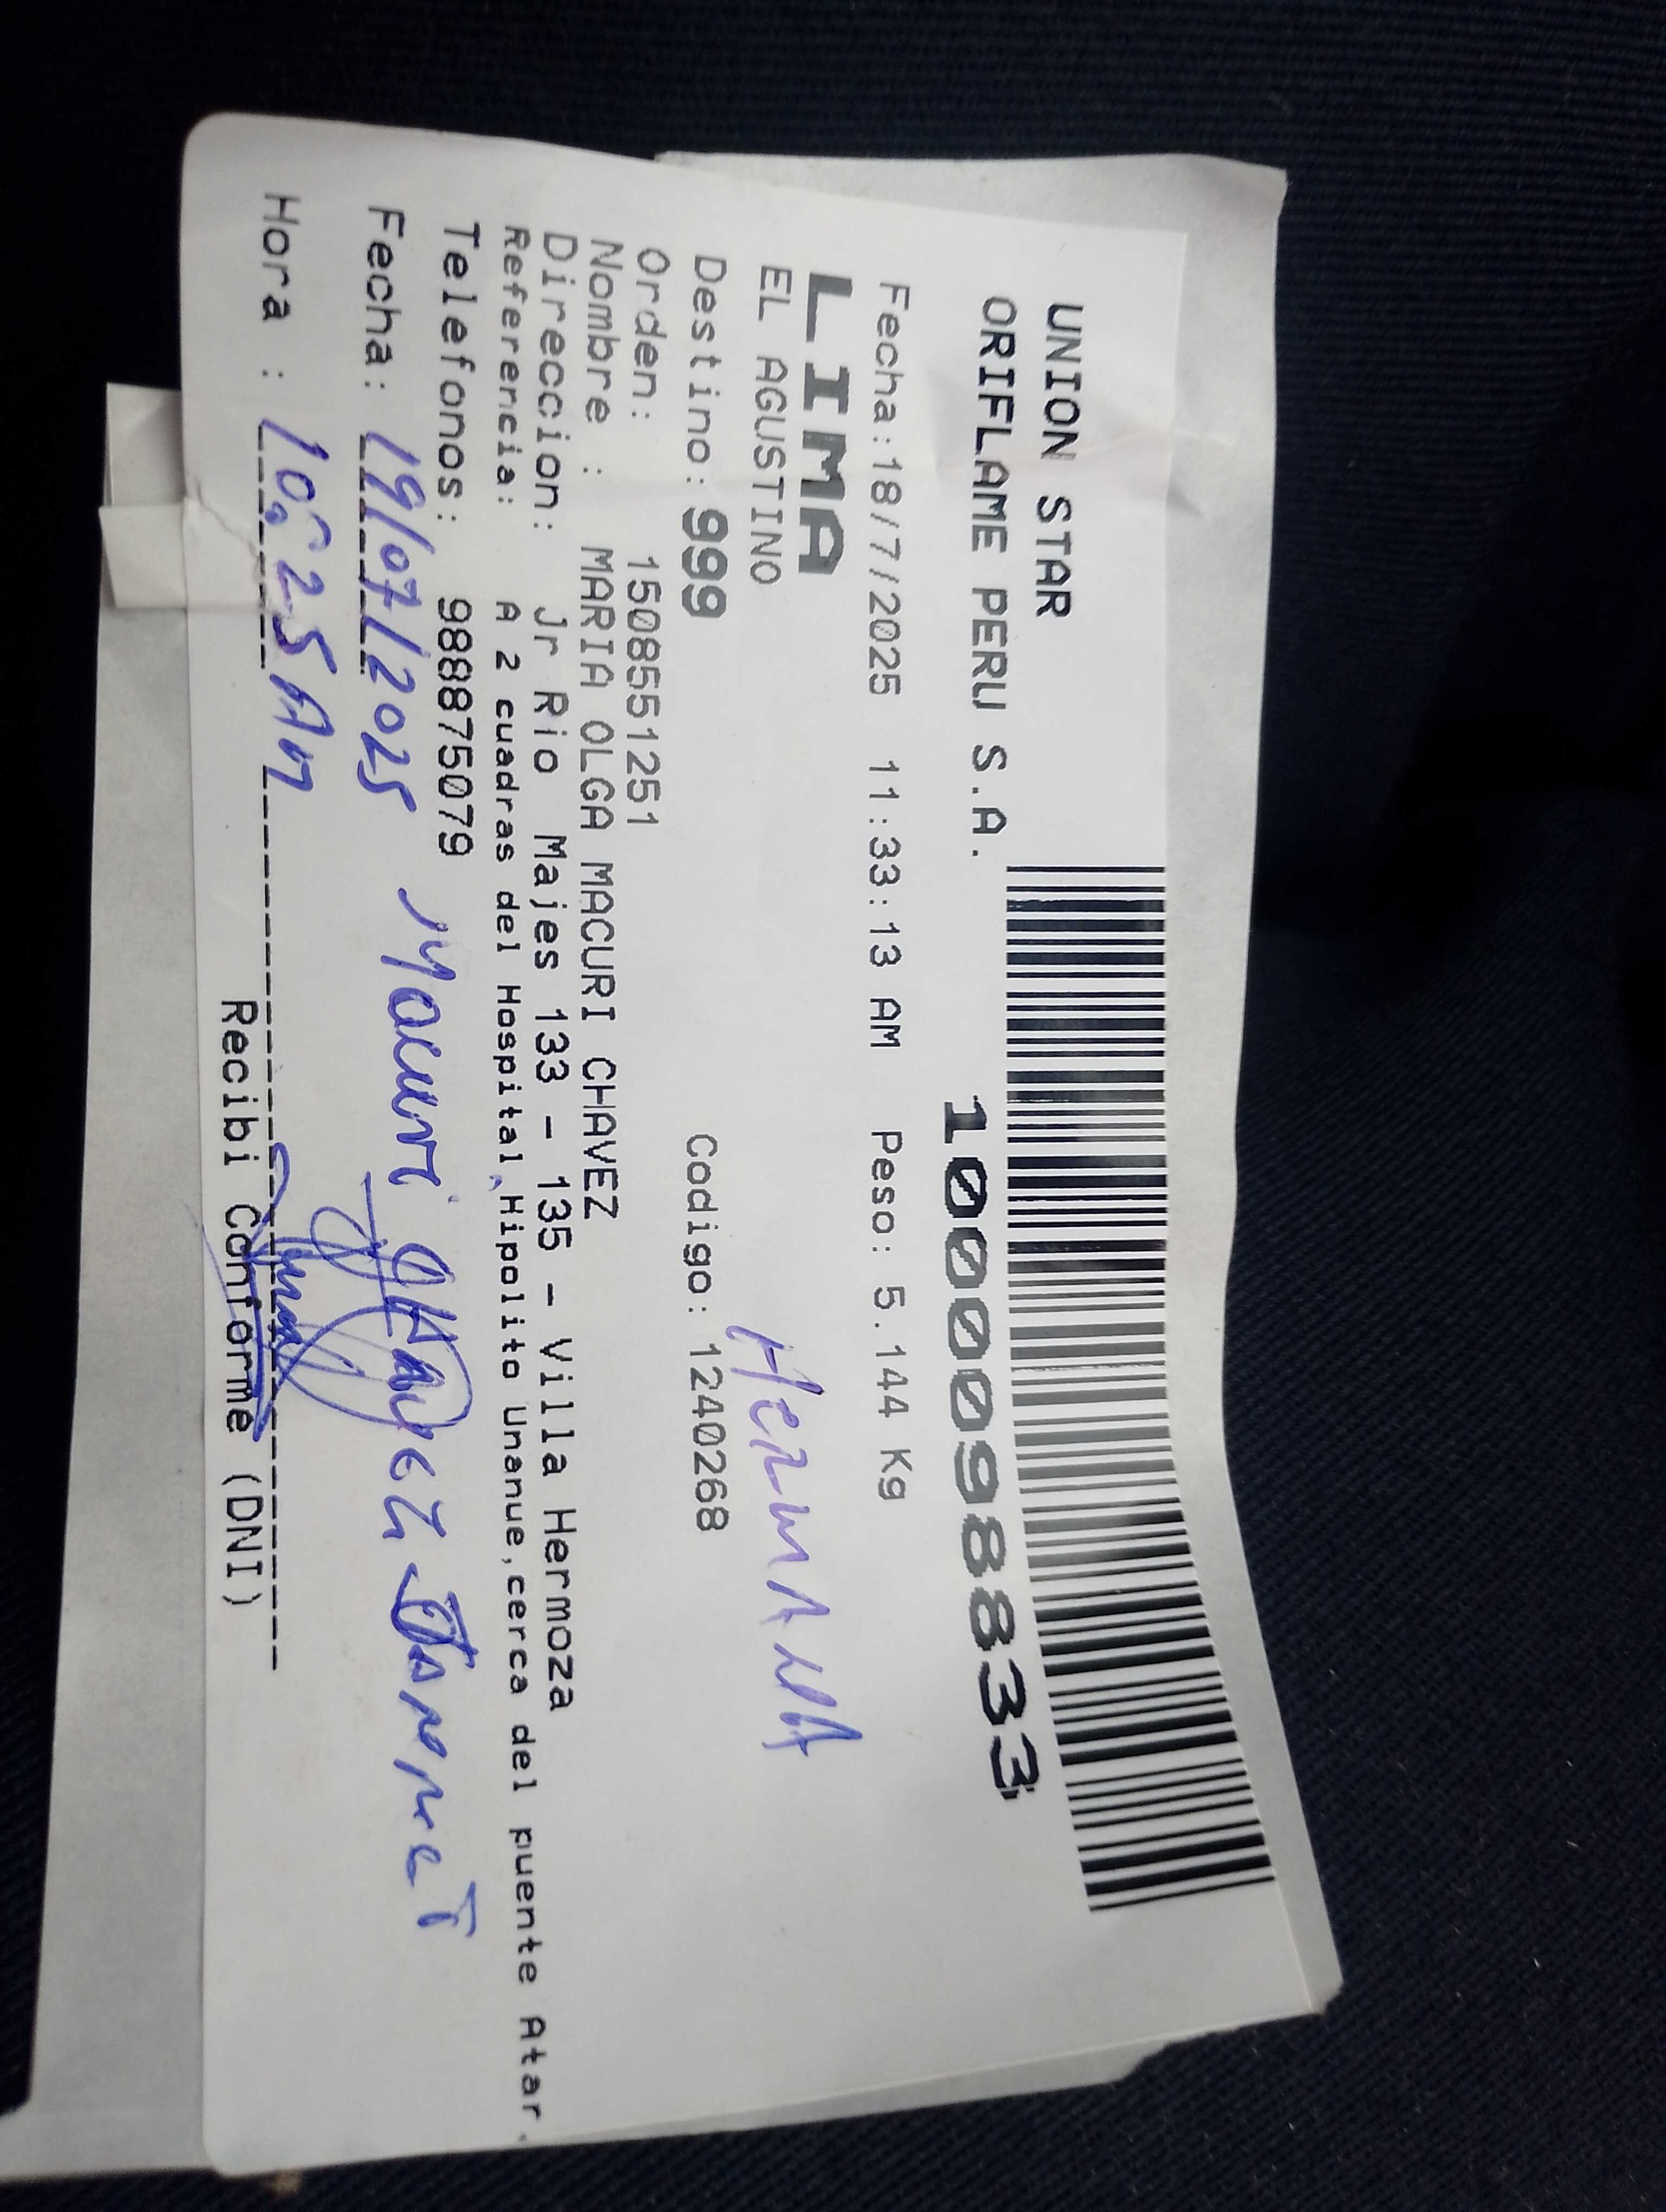 UNION STAR
ORIFLAME PERU S.A.
1000098833
Fecha:18/7/2025 11:33:13 AM Peso: 5.144 Kg
LIMA
EL AGUSTINO
Hermana
Destino: 999 Codigo: 1240268
Orden: 1508551251
Nombre : MARIA OLGA MACURI CHAVEZ
Direccion: Jr Rio Majes 133 - 135 - Villa Hermoza
Referencia: A 2 cuadras del Hospital,Hipolito Unanue,cerca del puente Atar.
Telefonos: 988875079
Fecha: 19/07/2025 Macuri CHAVEZ
Hora : 10:25 AM
Recibi Conforme (DNI)